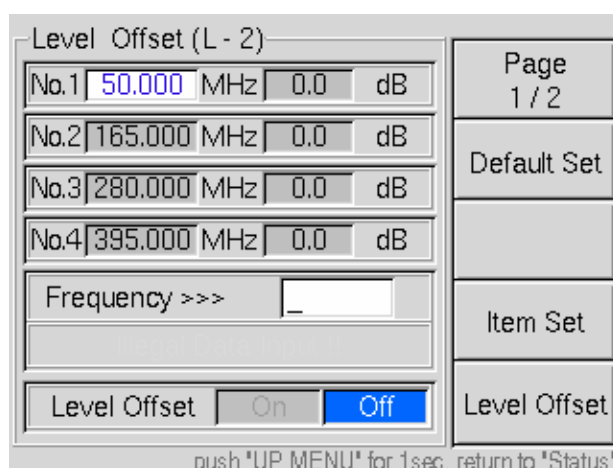 Level Offset (L - 2)
No.1 50.000 MHz 0.0 dB
No.2 165.000 MHz 0.0 dB
No.3 280.000 MHz 0.0 dB
No.4 395.000 MHz 0.0 dB
Frequency >>> _
Illegal Data Input !!
Level Offset On Off
Page
1 / 2
Default Set
Item Set
Level Offset
push "UP MENU" for 1sec, return to "Status